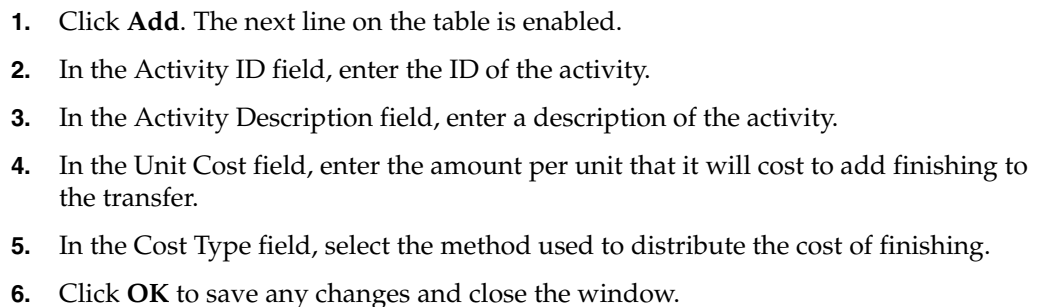 1. Click Add. The next line on the table is enabled.
2. In the Activity ID field, enter the ID of the activity.
3. In the Activity Description field, enter a description of the activity.
4. In the Unit Cost field, enter the amount per unit that it will cost to add finishing to
the transfer.
5. In the Cost Type field, select the method used to distribute the cost of finishing.
6. Click OK to save any changes and close the window.